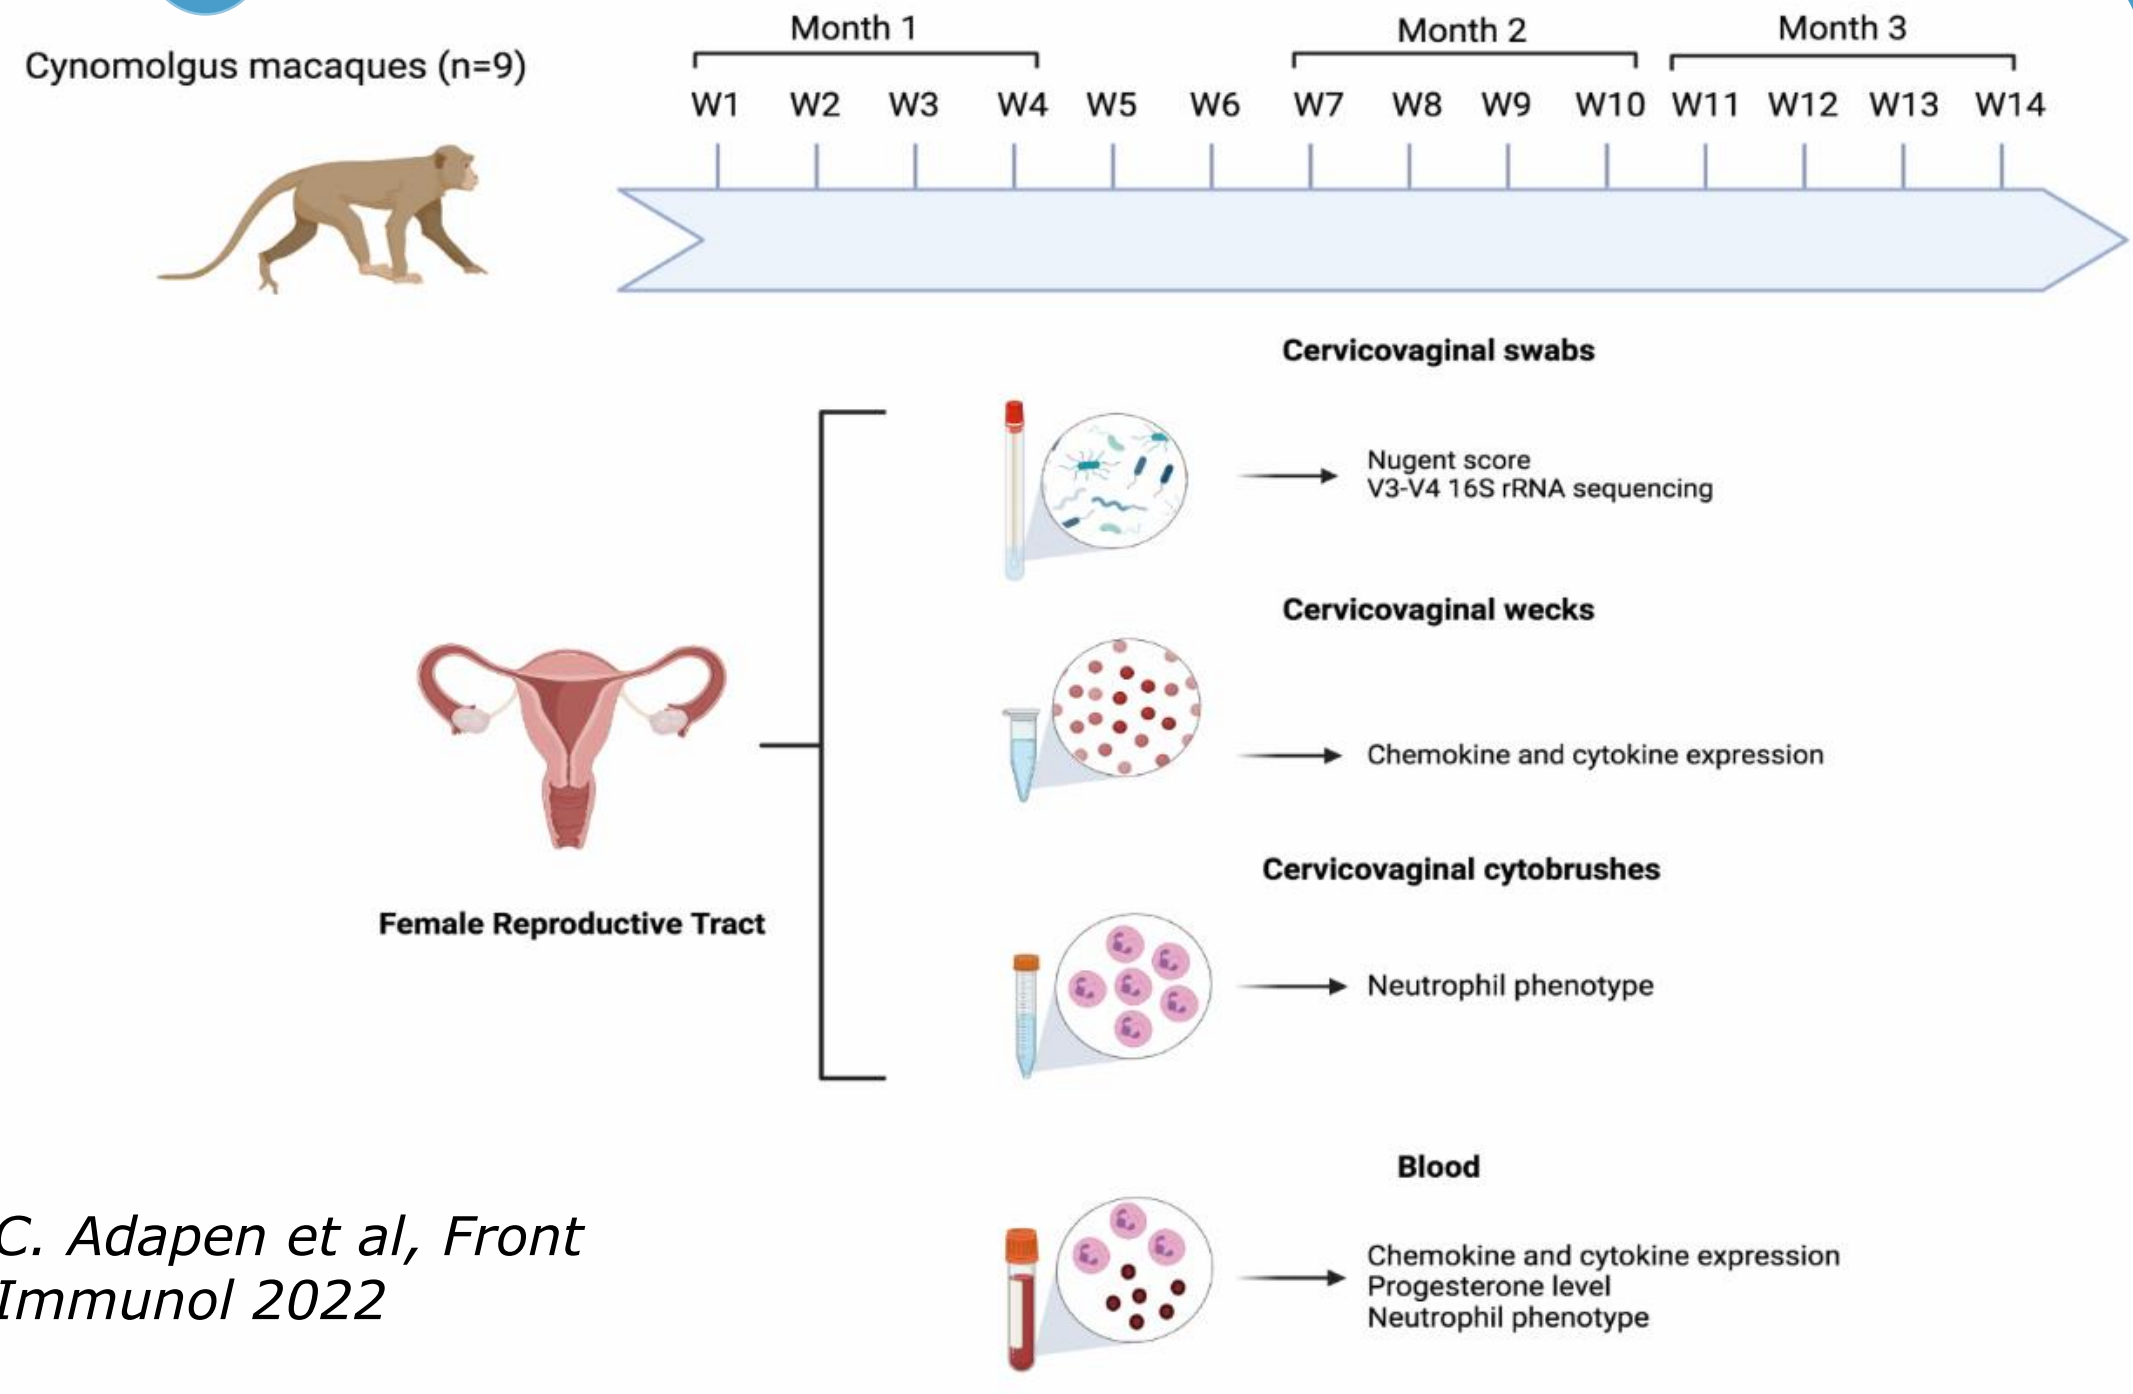 Month 1
Month 2
Month 3
Cynomolgus macaques (n=9)
W1 W2 W3 W4 W5 W6 W7 W8 W9 W10 W11 W12 W13 W14
Cervicovaginal swabs
Nugent score
V3-V4 16S rRNA sequencing
Cervicovaginal wecks
Chemokine and cytokine expression
Cervicovaginal cytobrushes
Female Reproductive Tract
Neutrophil phenotype
Blood
Chemokine and cytokine expression
Progesterone level
Neutrophil phenotype
C. Adapen et al, Front
Immunol 2022